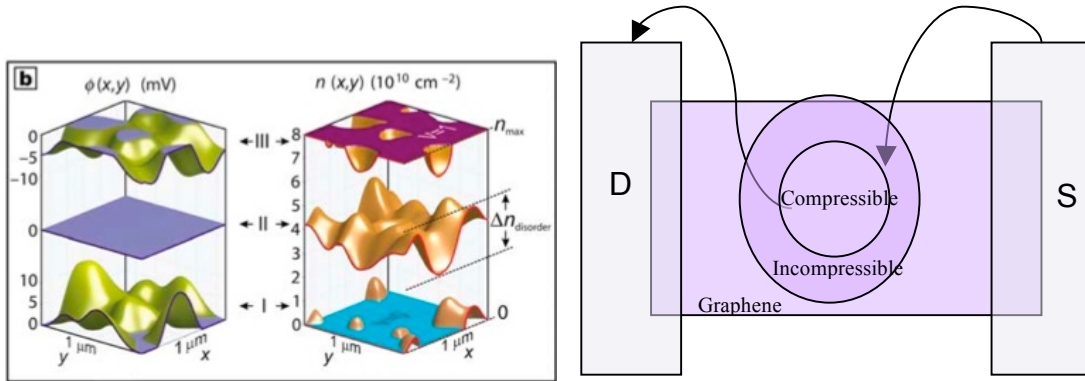 b
ϕ(x,y) (mV)
n (x,y) (10¹⁰ cm⁻²)
0
-5
-10
III
8
7
6
5
4
3
2
1
0
ν=1
n_max
0
II
Δn_disorder
10
5
0
I
0
y
1 μm
1 μm
x
y
1 μm
1 μm
x
D
S
Compressible
Incompressible
Graphene